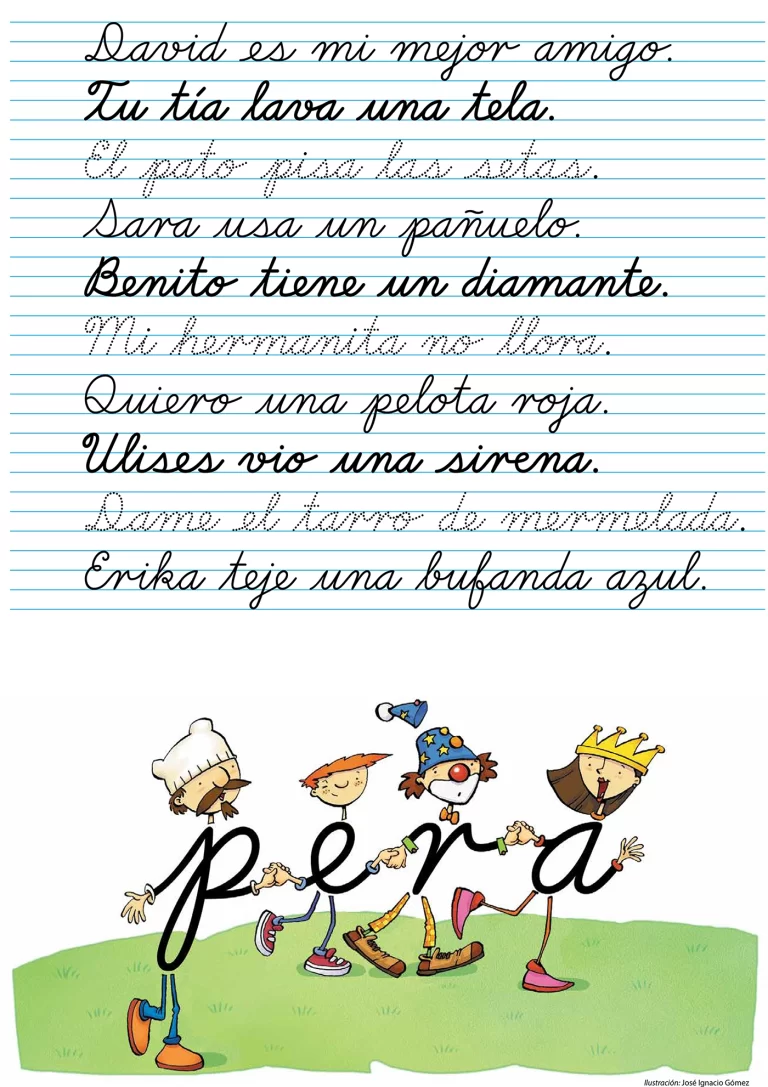 David es mi mejor amigo.
Tu tía lava una tela.
El pato pisa las setas.
Sara usa un pañuelo.
Benito tiene un diamante.
Mi hermanita no llora.
Quiero una pelota roja.
Ulises vio una sirena.
Dame el tarro de mermelada.
Erika teje una bufanda azul.
pera
Ilustración: José Ignacio Gómez